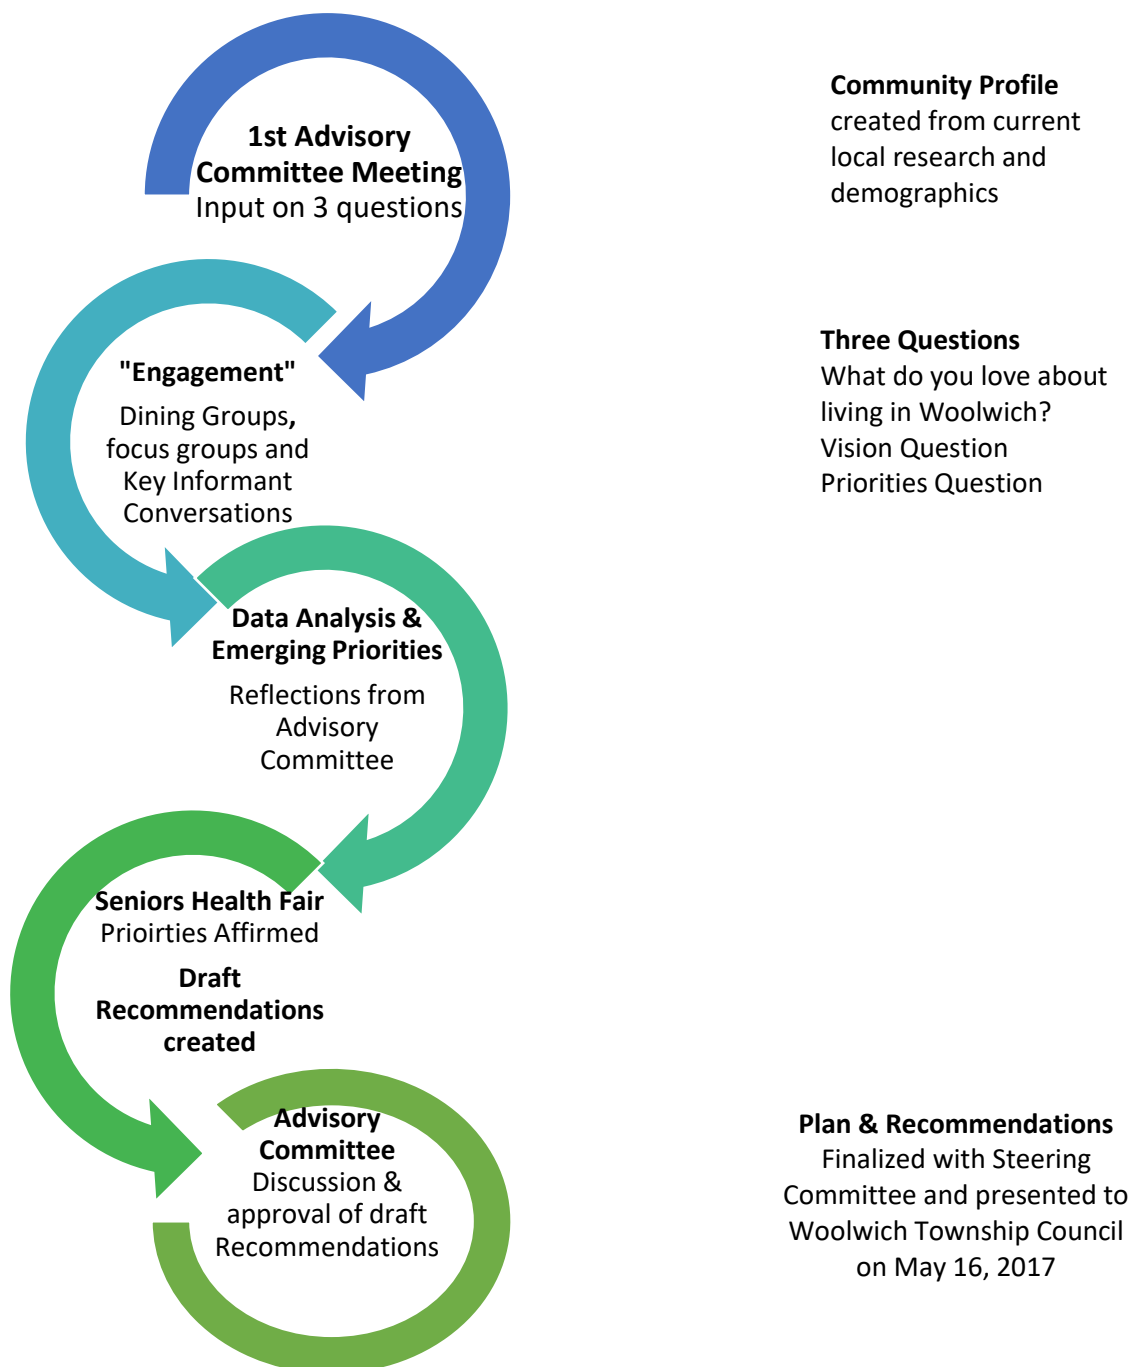 1st Advisory
Committee Meeting
Input on 3 questions
Community Profile
created from current
local research and
demographics
"Engagement"
Dining Groups,
focus groups and
Key Informant
Conversations
Three Questions
What do you love about
living in Woolwich?
Vision Question
Priorities Question
Data Analysis &
Emerging Priorities
Reflections from
Advisory
Committee
Seniors Health Fair
Prioirties Affirmed
Draft
Recommendations
created
Advisory
Committee
Discussion &
approval of draft
Recommendations
Plan & Recommendations
Finalized with Steering
Committee and presented to
Woolwich Township Council
on May 16, 2017